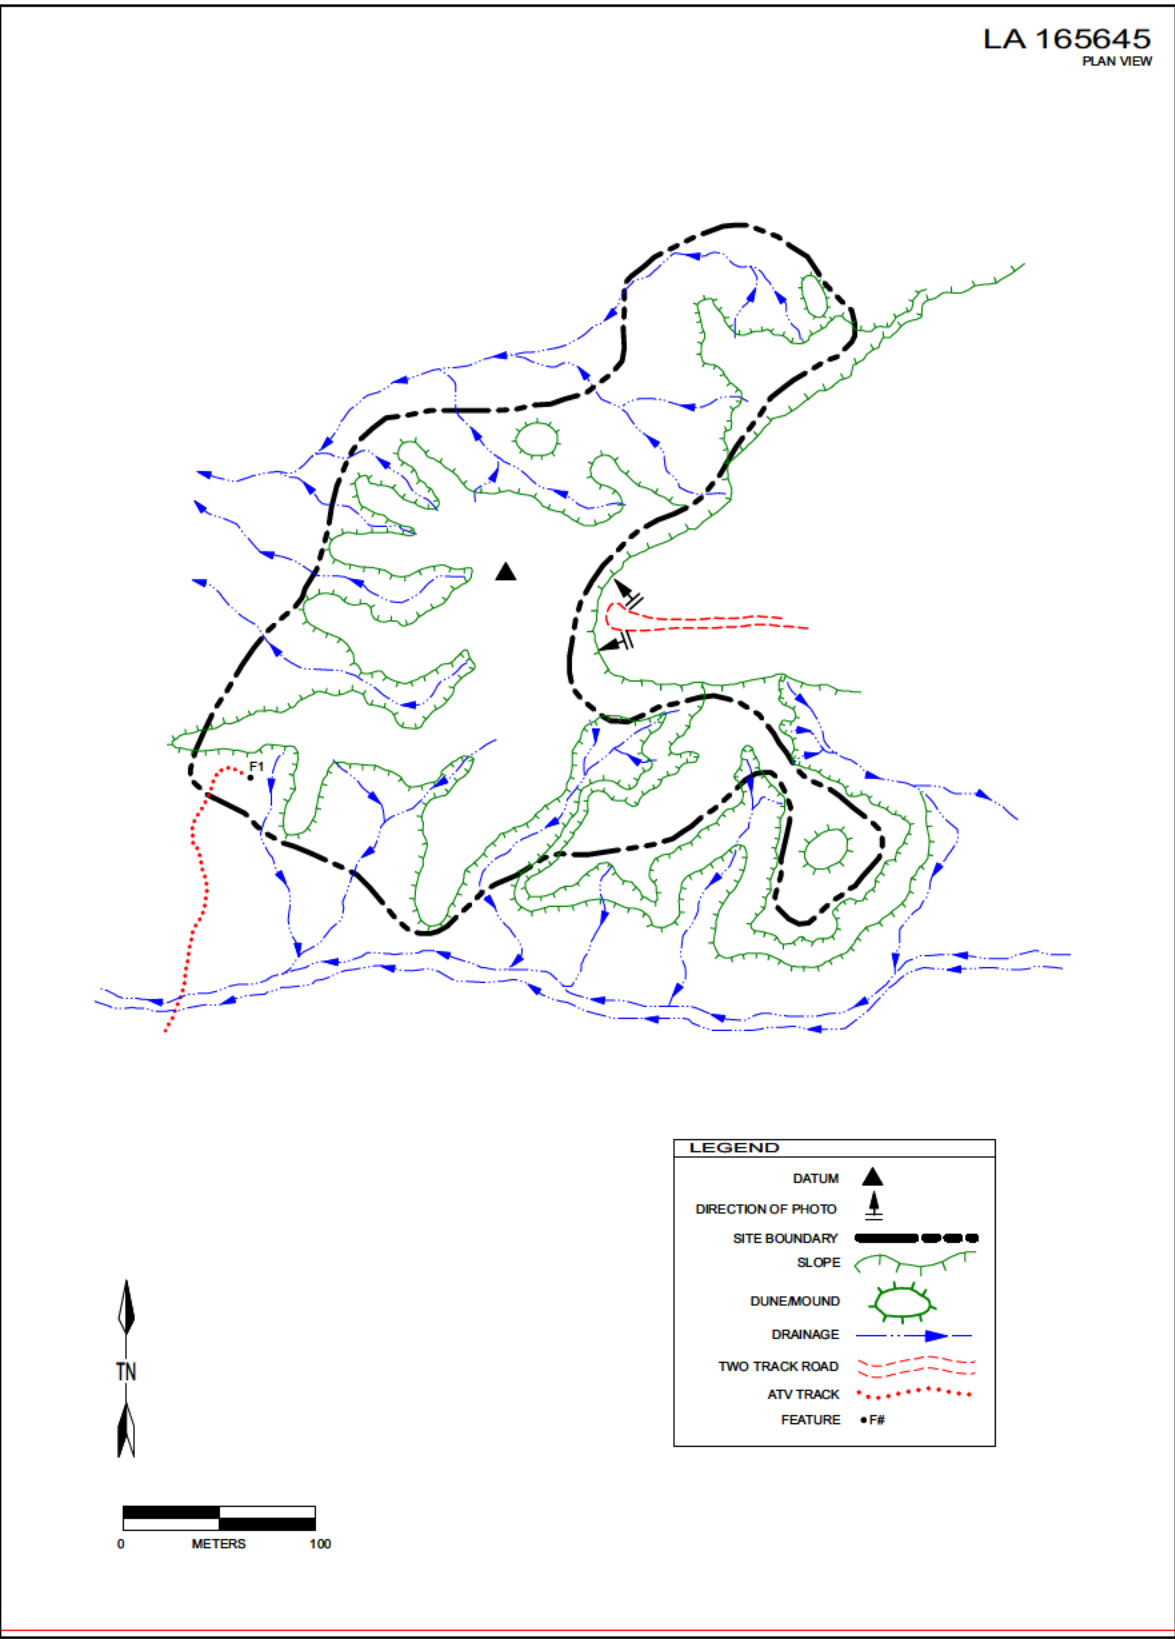 LA 165645
PLAN VIEW
F1
LEGEND
DATUM
DIRECTION OF PHOTO
SITE BOUNDARY
SLOPE
DUNE/MOUND
DRAINAGE
TWO TRACK ROAD
ATV TRACK
FEATURE F#
TN
0 METERS 100